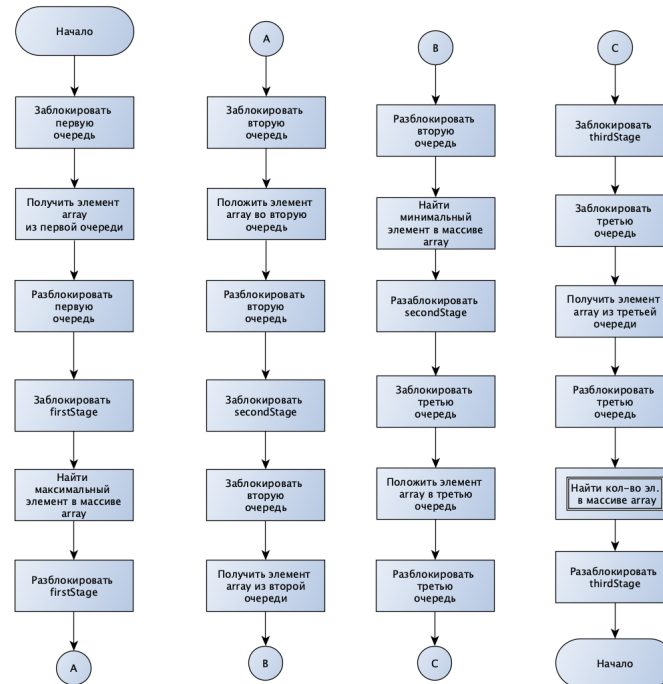 Начало
Заблокировать
первую
очередь
Получить элемент
array
из первой очереди
Разблокировать
первую
очередь
Заблокировать
firstStage
Найти
максимальный
элемент в массиве
array
Разблокировать
firstStage
A
A
Заблокировать
вторую
очередь
Положить элемент
array во вторую
очередь
Разблокировать
вторую
очередь
Заблокировать
secondStage
Заблокировать
вторую
очередь
Получить элемент
array из второй
очереди
B
B
Разблокировать
вторую
очередь
Найти
минимальный
элемент в массиве
array
Разаблокировать
secondStage
Заблокировать
третью
очередь
Положить элемент
array в третью
очередь
Разблокировать
третью
очередь
C
C
Заблокировать
thirdStage
Заблокировать
третью
очередь
Получить элемент
array из третьей
очереди
Разблокировать
третью
очередь
Найти кол-во эл.
в массиве array
Разаблокировать
thirdStage
Начало